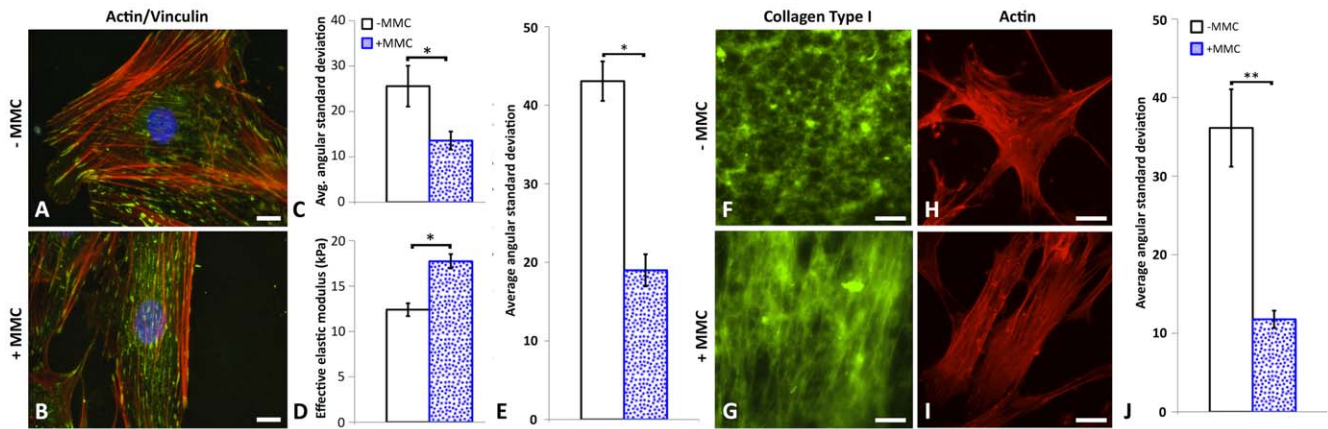 Actin/Vinculin
- MMC
+ MMC
A
B
-MMC
+MMC
Avg. angular standard deviation
40
30
20
10
0
*
C
Effective elastic modulus (kPa)
20
15
10
5
0
*
D
Average angular standard deviation
50
40
30
20
10
0
*
E
Collagen Type I
Actin
- MMC
+ MMC
F
G
H
I
Average angular standard deviation
50
40
30
20
10
0
-MMC
+MMC
**
J